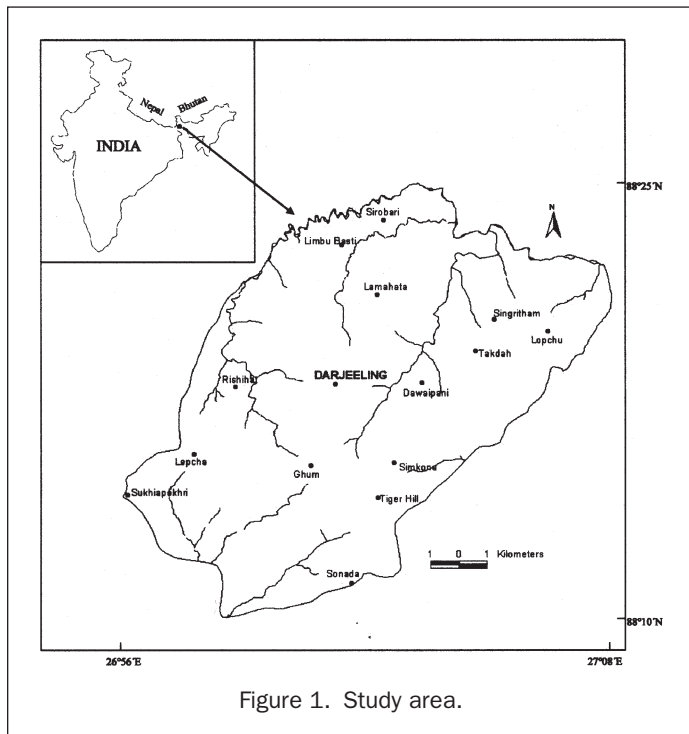 Nepal
Bhutan
INDIA
88°25´N
N
Sirobari
Limbu Basti
Lamahata
Singritham
Lopchu
Takdah
Rishihat
DARJEELING
Dawaipani
Lepcha
Ghum
Simkona
Sukhiapokhri
Tiger Hill
1 0 1 Kilometers
Sonada
88°10´N
26°56´E
27°08´E
Figure 1. Study area.